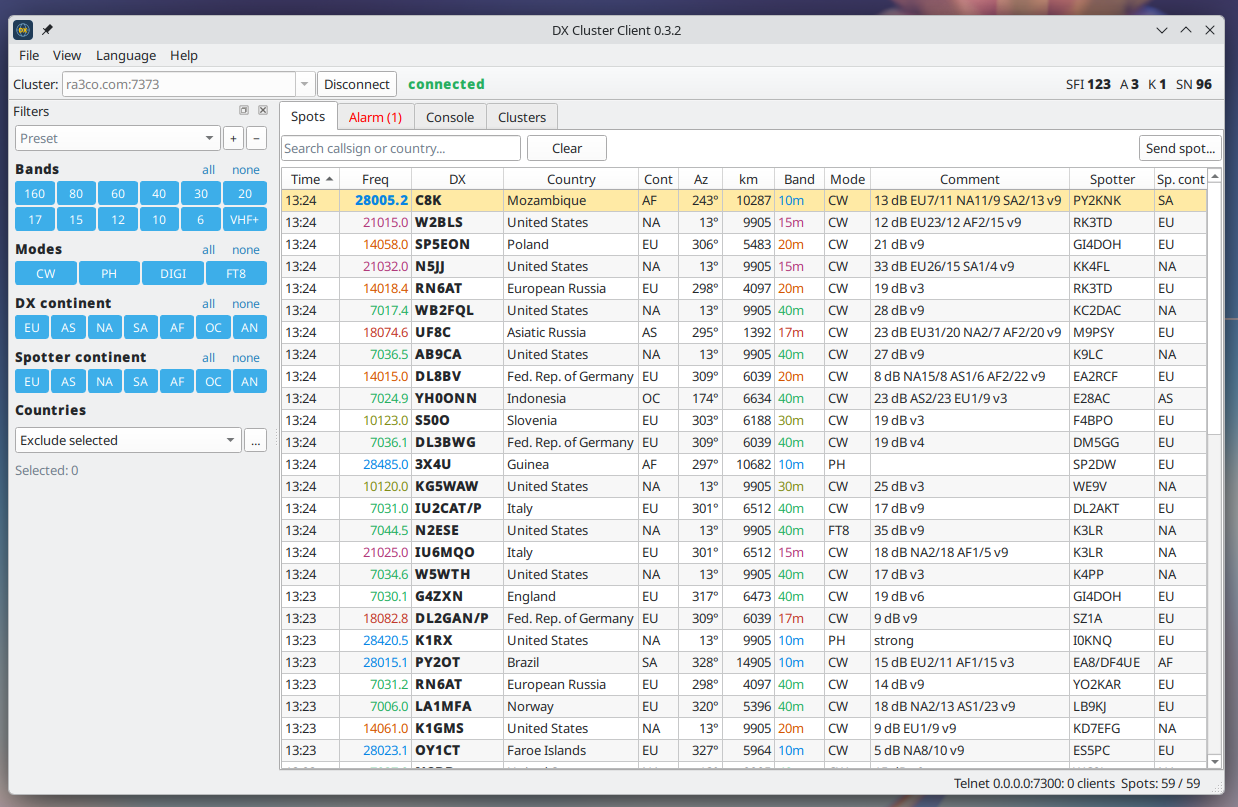 DX Cluster Client 0.3.2
File View Language Help
Cluster: ra3co.com:7373 Disconnect connected SFI 123 A 3 K 1 SN 96
Filters
Preset + −
Bands all none
160 80 60 40 30 20
17 15 12 10 6 VHF+
Modes all none
CW PH DIGI FT8
DX continent all none
EU AS NA SA AF OC AN
Spotter continent all none
EU AS NA SA AF OC AN
Countries
Exclude selected ...
Selected: 0
Spots Alarm (1) Console Clusters
Search callsign or country... Clear Send spot...
Time Freq DX Country Cont Az km Band Mode Comment Spotter Sp. cont
13:24 28005.2 C8K Mozambique AF 243° 10287 10m CW 13 dB EU7/11 NA11/9 SA2/13 v9 PY2KNK SA
13:24 21015.0 W2BLS United States NA 13° 9905 15m CW 12 dB EU23/12 AF2/15 v9 RK3TD EU
13:24 14058.0 SP5EON Poland EU 306° 5483 20m CW 21 dB v9 GI4DOH EU
13:24 21032.0 N5JJ United States NA 13° 9905 15m CW 33 dB EU26/15 SA1/4 v9 KK4FL NA
13:24 14018.4 RN6AT European Russia EU 298° 4097 20m CW 19 dB v3 RK3TD EU
13:24 7017.4 WB2FQL United States NA 13° 9905 40m CW 28 dB v9 KC2DAC NA
13:24 18074.6 UF8C Asiatic Russia AS 295° 1392 17m CW 23 dB EU31/20 NA2/7 AF2/20 v9 M9PSY EU
13:24 7036.5 AB9CA United States NA 13° 9905 40m CW 27 dB v9 K9LC NA
13:24 14015.0 DL8BV Fed. Rep. of Germany EU 309° 6039 20m CW 8 dB NA15/8 AS1/6 AF2/22 v9 EA2RCF EU
13:24 7024.9 YH0ONN Indonesia OC 174° 6634 40m CW 23 dB AS2/23 EU1/9 v3 E28AC AS
13:24 10123.0 S50O Slovenia EU 303° 6188 30m CW 19 dB v3 F4BPO EU
13:24 7036.1 DL3BWG Fed. Rep. of Germany EU 309° 6039 40m CW 19 dB v4 DM5GG EU
13:24 28485.0 3X4U Guinea AF 297° 10682 10m PH SP2DW EU
13:24 10120.0 KG5WAW United States NA 13° 9905 30m CW 25 dB v3 WE9V NA
13:24 7031.0 IU2CAT/P Italy EU 301° 6512 40m CW 17 dB v9 DL2AKT EU
13:24 7044.5 N2ESE United States NA 13° 9905 40m FT8 35 dB v9 K3LR NA
13:24 21025.0 IU6MQO Italy EU 301° 6512 15m CW 18 dB NA2/18 AF1/5 v9 K3LR NA
13:24 7034.6 W5WTH United States NA 13° 9905 40m CW 17 dB v3 K4PP NA
13:23 7030.1 G4ZXN England EU 317° 6473 40m CW 19 dB v6 GI4DOH EU
13:23 18082.8 DL2GAN/P Fed. Rep. of Germany EU 309° 6039 17m CW 9 dB v9 SZ1A EU
13:23 28420.5 K1RX United States NA 13° 9905 10m PH strong I0KNQ EU
13:23 28015.1 PY2OT Brazil SA 328° 14905 10m CW 15 dB EU2/11 AF1/15 v3 EA8/DF4UE AF
13:23 7031.2 RN6AT European Russia EU 298° 4097 40m CW 14 dB v9 YO2KAR EU
13:23 7006.0 LA1MFA Norway EU 320° 5396 40m CW 18 dB NA2/13 AS1/23 v9 LB9KJ EU
13:23 14061.0 K1GMS United States NA 13° 9905 20m CW 9 dB EU1/9 v9 KD7EFG NA
13:23 28023.1 OY1CT Faroe Islands EU 327° 5964 10m CW 5 dB NA8/10 v9 ES5PC EU
Telnet 0.0.0.0:7300: 0 clients Spots: 59 / 59